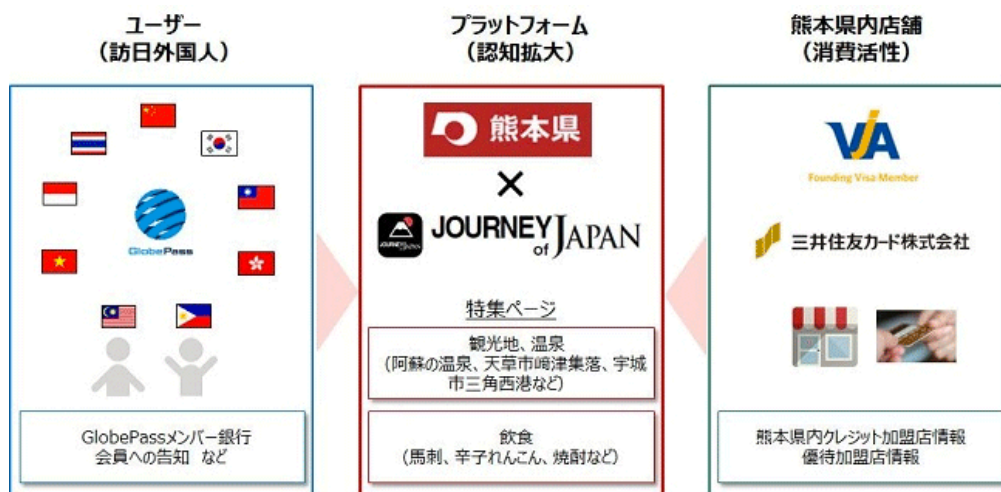 ユーザー
(訪日外国人)
GlobePass
GlobePassメンバー銀行
会員への告知 など
プラットフォーム
(認知拡大)
熊本県
×
JOURNEY
of JAPAN
特集ページ
観光地、温泉
(阿蘇の温泉、天草市﨑津集落、宇城
市三角西港など)
飲食
(馬刺、辛子れんこん、焼酎など)
熊本県内店舗
(消費活性)
VJA
Founding Visa Member
三井住友カード株式会社
熊本県内クレジット加盟店情報
優待加盟店情報